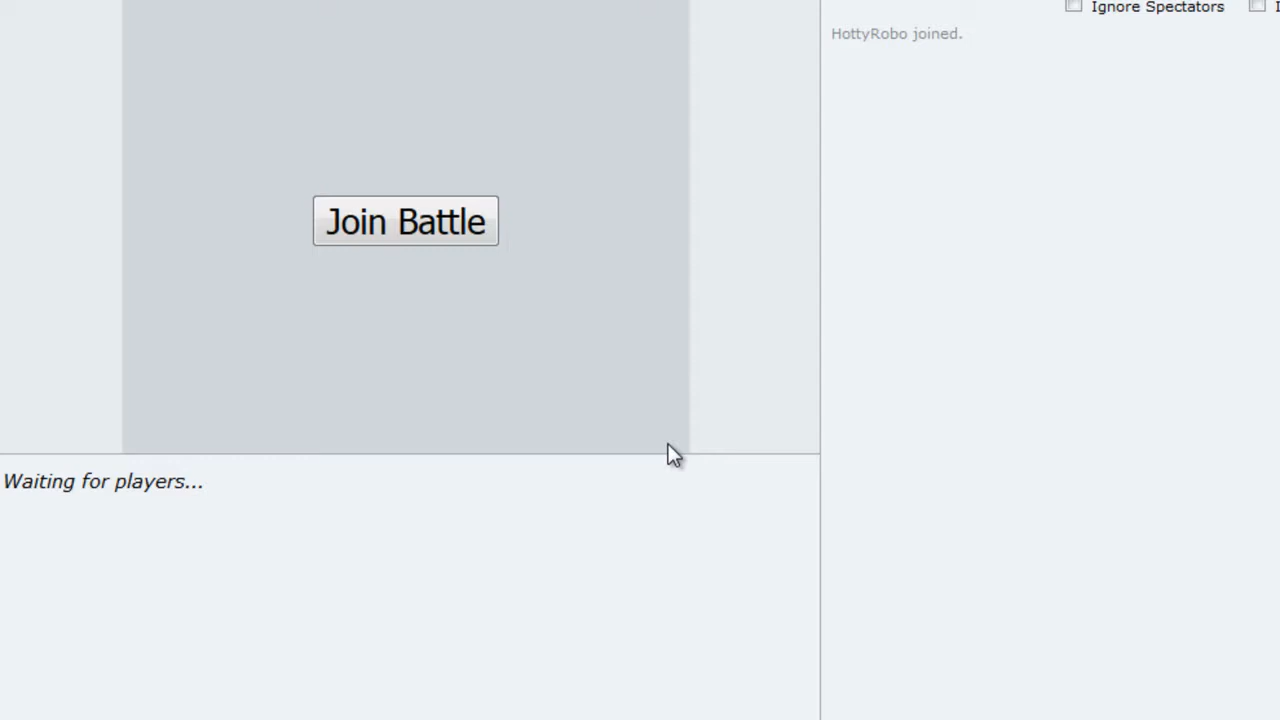 Ignore Spectators
HottyRobo joined.
Join Battle
Waiting for players...